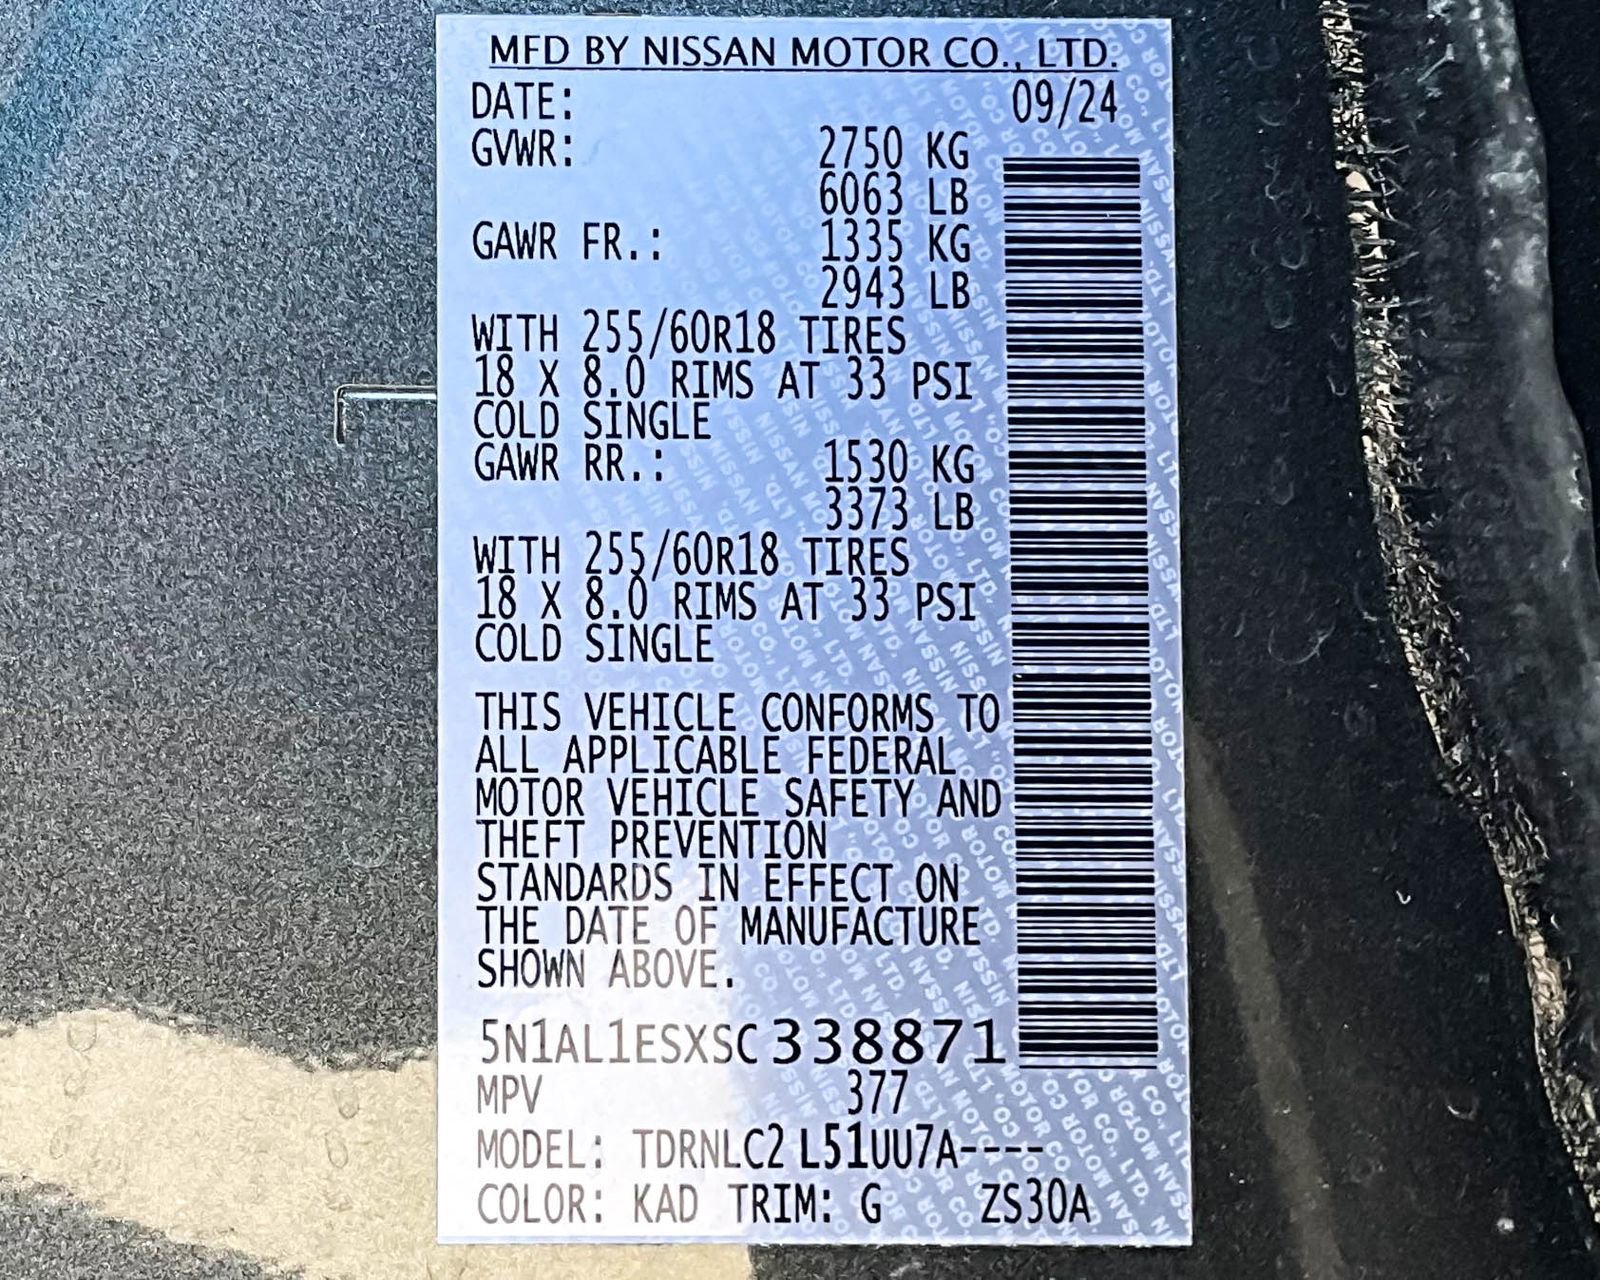 MFD BY NISSAN MOTOR CO., LTD.
DATE: 09/24
GVWR: 2750 KG
6063 LB
GAWR FR.: 1335 KG
2943 LB
WITH 255/60R18 TIRES
18 X 8.0 RIMS AT 33 PSI
COLD SINGLE
GAWR RR.: 1530 KG
3373 LB
WITH 255/60R18 TIRES
18 X 8.0 RIMS AT 33 PSI
COLD SINGLE
THIS VEHICLE CONFORMS TO
ALL APPLICABLE FEDERAL
MOTOR VEHICLE SAFETY AND
THEFT PREVENTION
STANDARDS IN EFFECT ON
THE DATE OF MANUFACTURE
SHOWN ABOVE.
5N1AL1ESXSC338871
MPV 377
MODEL: TDRNLC2 L51UU7A----
COLOR: KAD TRIM: G ZS30A